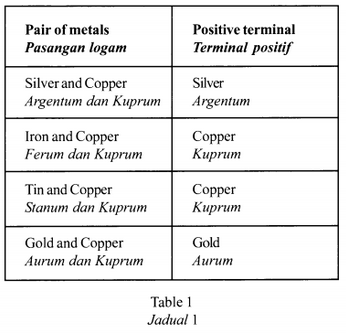 Pair of metals
Pasangan logam
Positive terminal
Terminal positif
Silver and Copper
Argentum dan Kuprum
Silver
Argentum
Iron and Copper
Ferum dan Kuprum
Copper
Kuprum
Tin and Copper
Stanum dan Kuprum
Copper
Kuprum
Gold and Copper
Aurum dan Kuprum
Gold
Aurum
Table 1
Jadual 1